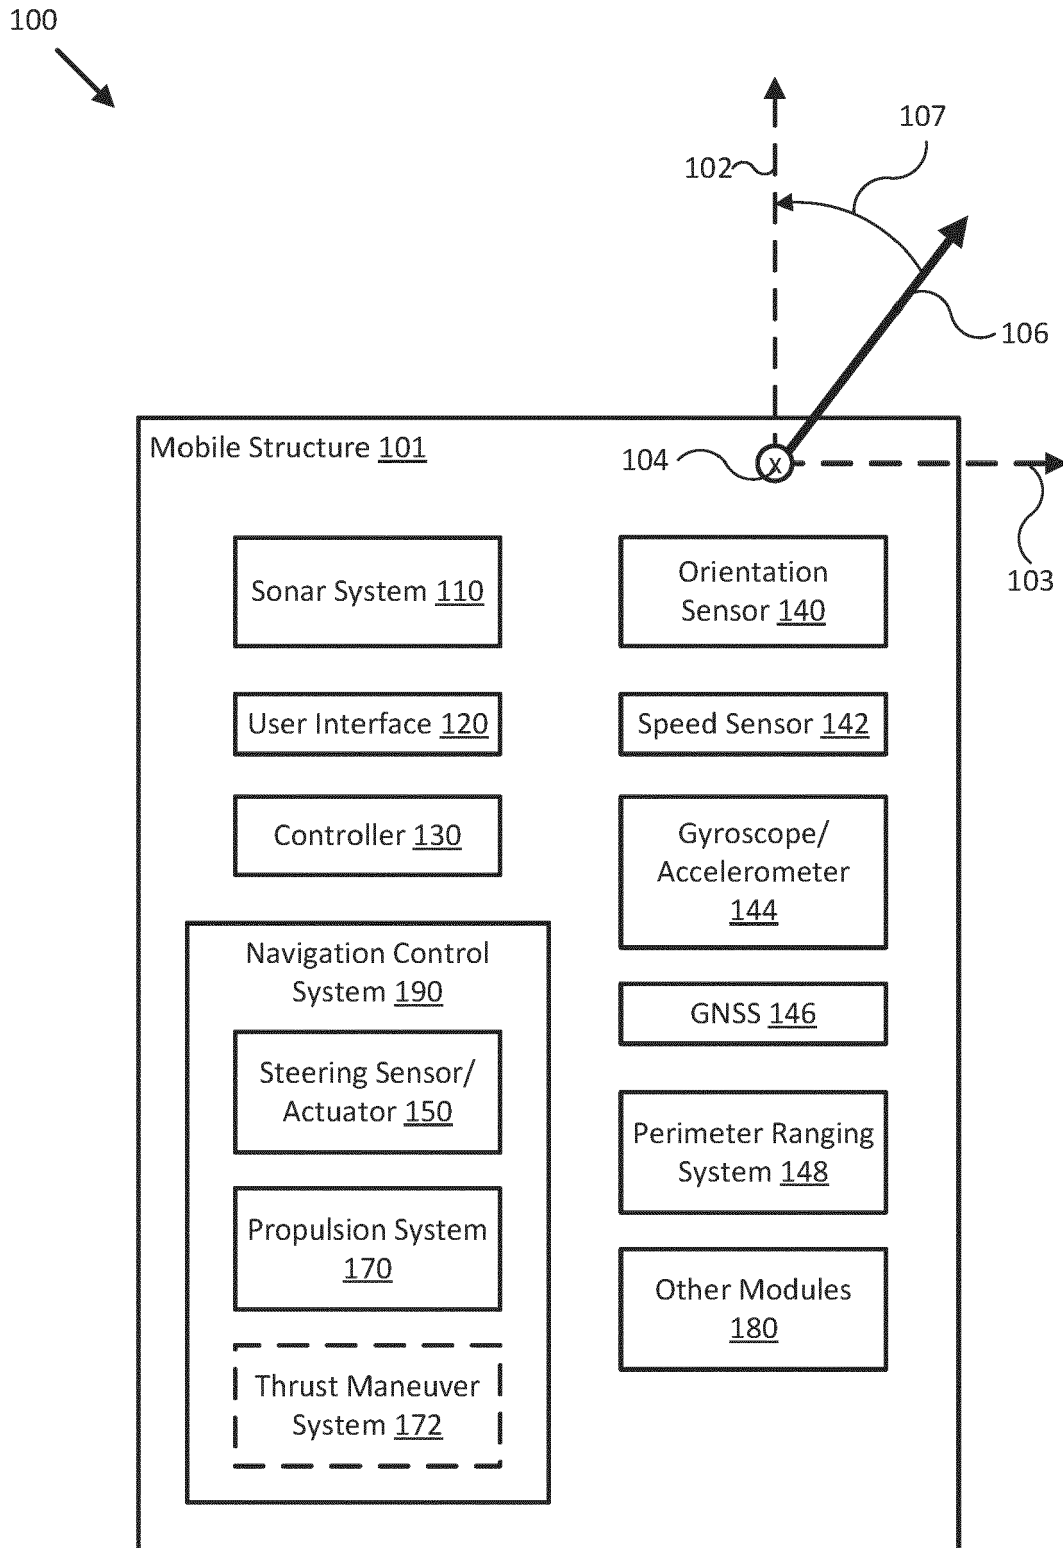 100
107
102
106
Mobile Structure 101
104
x
103
Sonar System 110
Orientation
Sensor 140
User Interface 120
Speed Sensor 142
Controller 130
Gyroscope/
Accelerometer
144
Navigation Control
System 190
GNSS 146
Steering Sensor/
Actuator 150
Perimeter Ranging
System 148
Propulsion System
170
Other Modules
180
Thrust Maneuver
System 172